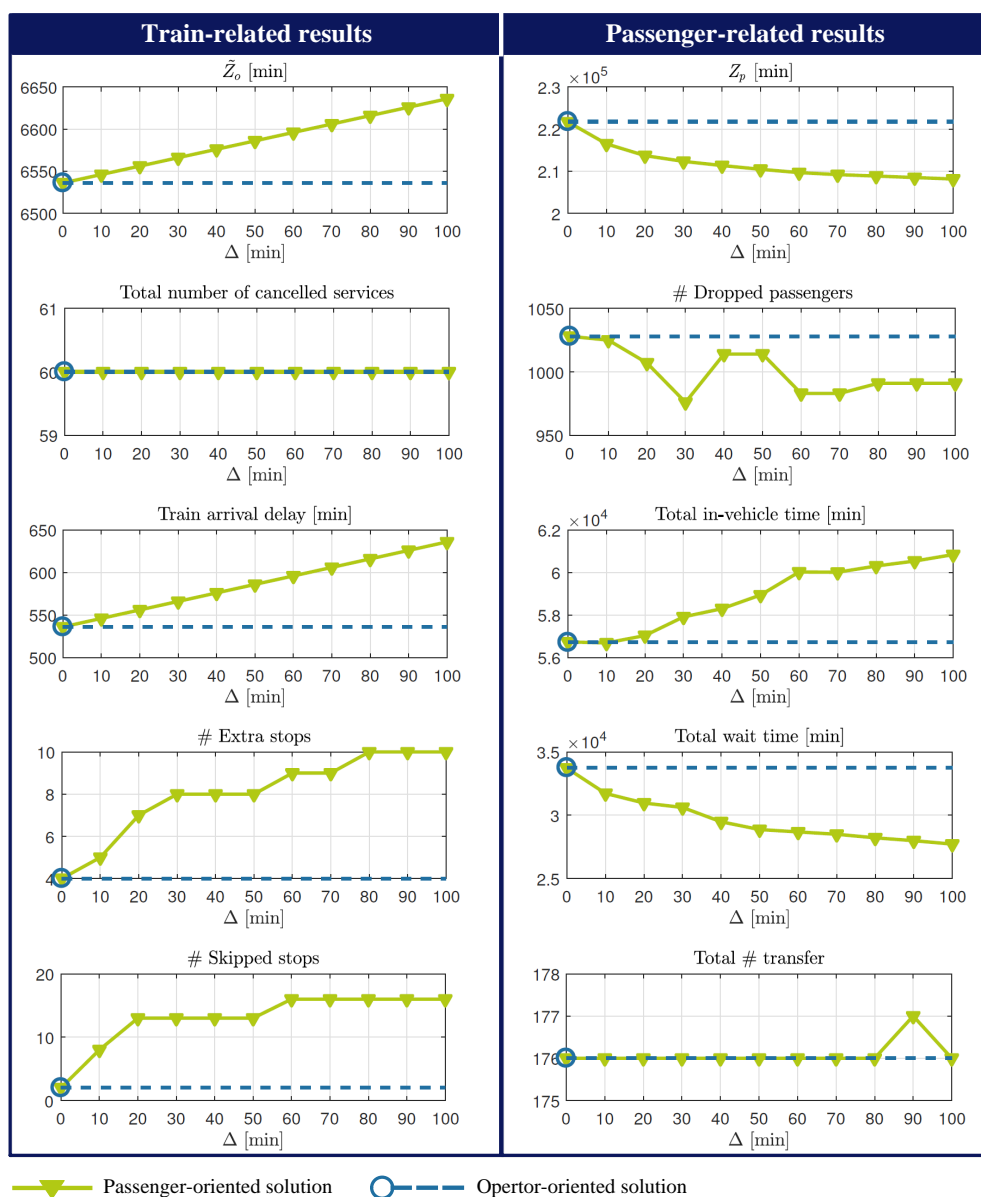 Train-related results
Passenger-related results
Z̃ₒ [min]
6650
6600
6550
6500
0 10 20 30 40 50 60 70 80 90 100
Δ [min]
Zₚ [min]
× 10⁵
2.3
2.2
2.1
2
0 10 20 30 40 50 60 70 80 90 100
Δ [min]
Total number of cancelled services
61
60
59
0 10 20 30 40 50 60 70 80 90 100
Δ [min]
# Dropped passengers
1050
1000
950
0 10 20 30 40 50 60 70 80 90 100
Δ [min]
Train arrival delay [min]
650
600
550
500
0 10 20 30 40 50 60 70 80 90 100
Δ [min]
Total in-vehicle time [min]
× 10⁴
6.2
6
5.8
5.6
0 10 20 30 40 50 60 70 80 90 100
Δ [min]
# Extra stops
10
8
6
4
0 10 20 30 40 50 60 70 80 90 100
Δ [min]
Total wait time [min]
× 10⁴
3.5
3
2.5
0 10 20 30 40 50 60 70 80 90 100
Δ [min]
# Skipped stops
20
10
0
0 10 20 30 40 50 60 70 80 90 100
Δ [min]
Total # transfer
178
177
176
175
0 10 20 30 40 50 60 70 80 90 100
Δ [min]
Passenger-oriented solution
Opertor-oriented solution